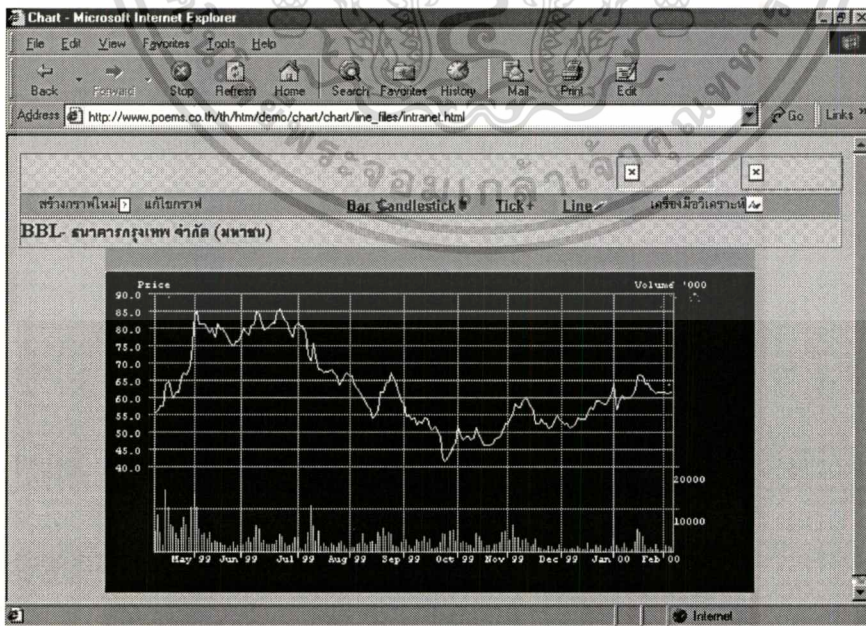 Chart - Microsoft Internet Explorer
File Edit View Favorites Tools Help
Back Forward Stop Refresh Home Search Favorites History Mail Print Edit
Address http://www.poems.co.th/th/htm/demo/chart/chart/line_files/intranet.html Go Links »
สร้างกราฟใหม่ แก้ไขกราฟ Bar Candlestick Tick Line เครื่องมือวิเคราะห์
BBL- ธนาคารกรุงเทพ จำกัด (มหาชน)
Price Volume '000
90.0
85.0
80.0
75.0
70.0
65.0
60.0
55.0
50.0
45.0
40.0
20000
10000
May'99 Jun'99 Jul'99 Aug'99 Sep'99 Oct'99 Nov'99 Dec'99 Jan'00 Feb'00
Internet